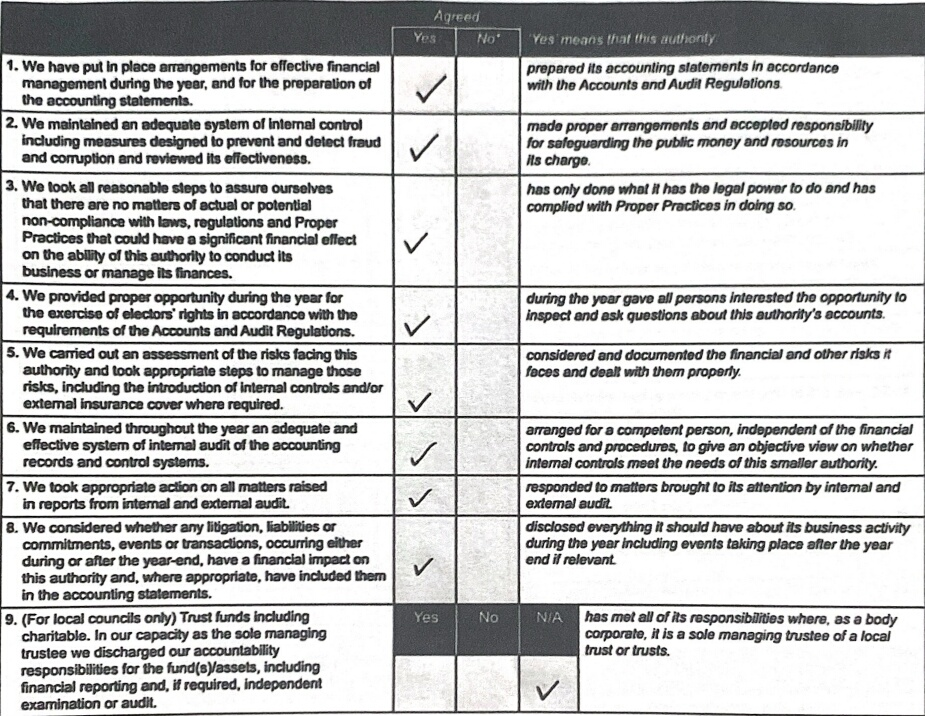 Agreed
Yes No* 'Yes' means that this authority:
1. We have put in place arrangements for effective financial
management during the year, and for the preparation of
the accounting statements.
✓
prepared its accounting statements in accordance
with the Accounts and Audit Regulations.
2. We maintained an adequate system of internal control
including measures designed to prevent and detect fraud
and corruption and reviewed its effectiveness.
✓
made proper arrangements and accepted responsibility
for safeguarding the public money and resources in
its charge.
3. We took all reasonable steps to assure ourselves
that there are no matters of actual or potential
non-compliance with laws, regulations and Proper
Practices that could have a significant financial effect
on the ability of this authority to conduct its
business or manage its finances.
✓
has only done what it has the legal power to do and has
complied with Proper Practices in doing so.
4. We provided proper opportunity during the year for
the exercise of electors' rights in accordance with the
requirements of the Accounts and Audit Regulations.
✓
during the year gave all persons interested the opportunity to
inspect and ask questions about this authority's accounts.
5. We carried out an assessment of the risks facing this
authority and took appropriate steps to manage those
risks, including the introduction of internal controls and/or
external insurance cover where required.
✓
considered and documented the financial and other risks it
faces and dealt with them properly.
6. We maintained throughout the year an adequate and
effective system of internal audit of the accounting
records and control systems.
✓
arranged for a competent person, independent of the financial
controls and procedures, to give an objective view on whether
internal controls meet the needs of this smaller authority.
7. We took appropriate action on all matters raised
in reports from internal and external audit.
✓
responded to matters brought to its attention by internal and
external audit.
8. We considered whether any litigation, liabilities or
commitments, events or transactions, occurring either
during or after the year-end, have a financial impact on
this authority and, where appropriate, have included them
in the accounting statements.
✓
disclosed everything it should have about its business activity
during the year including events taking place after the year
end if relevant.
9. (For local councils only) Trust funds including
charitable. In our capacity as the sole managing
trustee we discharged our accountability
responsibilities for the fund(s)/assets, including
financial reporting and, if required, independent
examination or audit.
Yes No N/A
✓
has met all of its responsibilities where, as a body
corporate, it is a sole managing trustee of a local
trust or trusts.